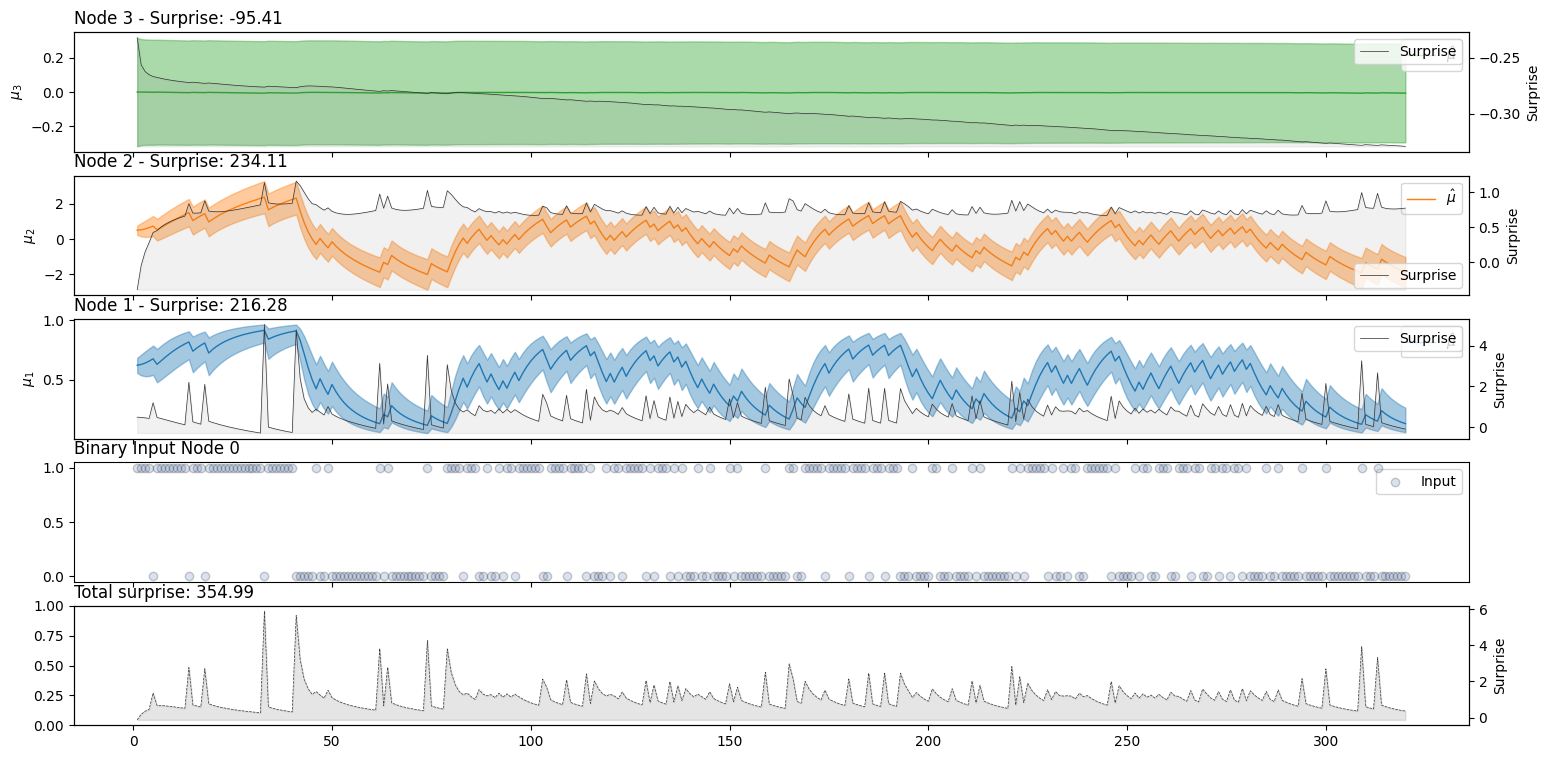 Node 3 - Surprise: -95.41
μ3
0.2
0.0
−0.2
Surprise
−0.25
−0.30
Surprise
Node 2 - Surprise: 234.11
μ2
2
0
−2
μ̂
Surprise
1.0
0.5
0.0
Surprise
Node 1 - Surprise: 216.28
μ1
1.0
0.5
Surprise
4
2
0
Surprise
Binary Input Node 0
1.0
0.5
0.0
Input
Total surprise: 354.99
1.00
0.75
0.50
0.25
0.00
6
4
2
0
Surprise
0 50 100 150 200 250 300